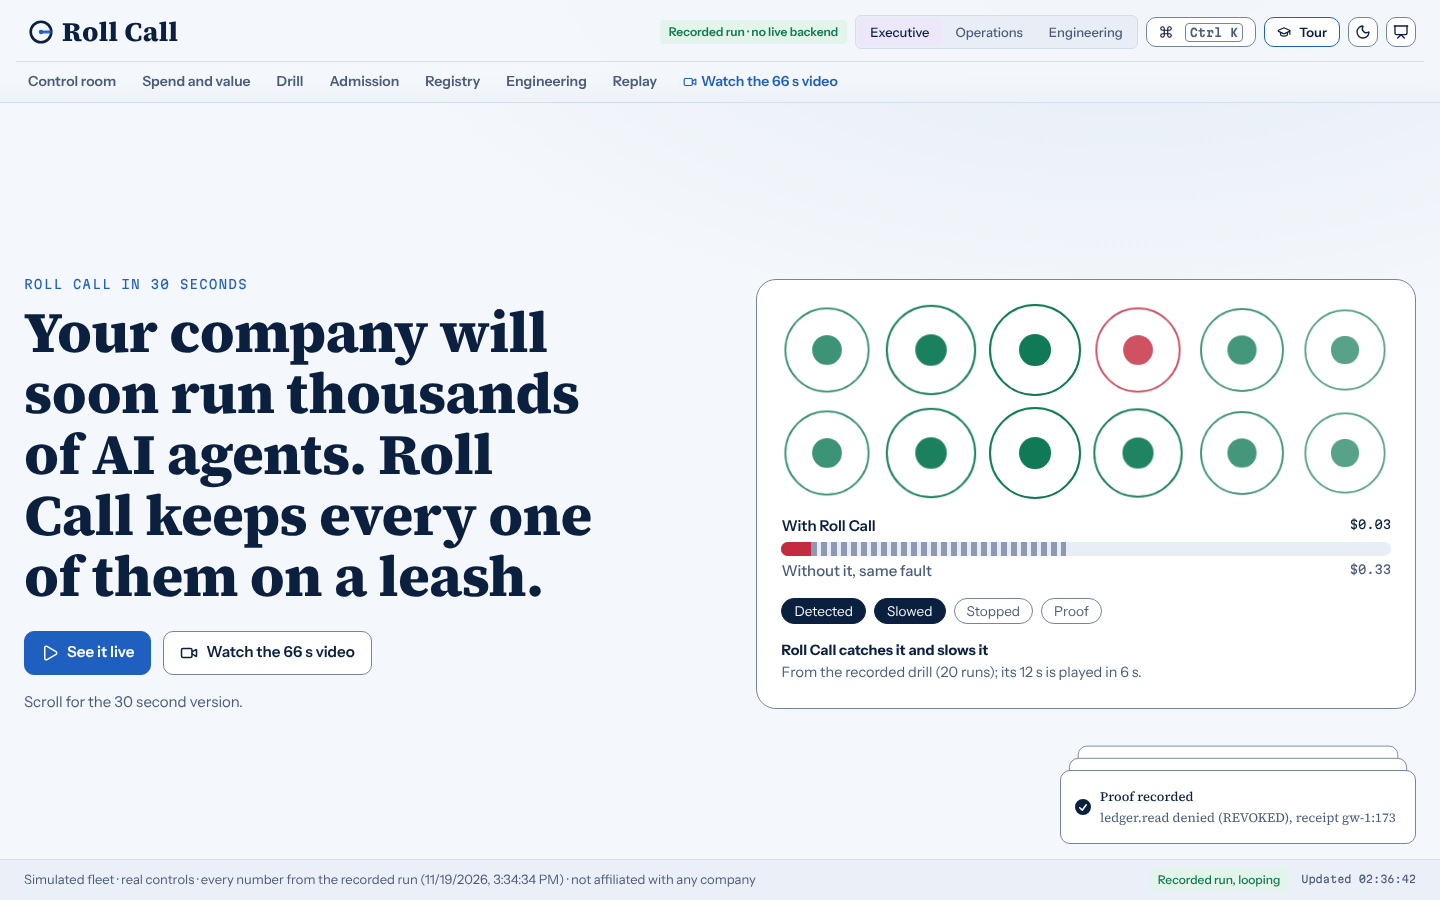 Roll Call
Recorded run · no live backend
Executive
Operations
Engineering
⌘ Ctrl K
Tour
Control room
Spend and value
Drill
Admission
Registry
Engineering
Replay
Watch the 66 s video
ROLL CALL IN 30 SECONDS
Your company will
soon run thousands
of AI agents. Roll
Call keeps every one
of them on a leash.
See it live
Watch the 66 s video
Scroll for the 30 second version.
With Roll Call $0.03
Without it, same fault $0.33
Detected
Slowed
Stopped
Proof
Roll Call catches it and slows it
From the recorded drill (20 runs); its 12 s is played in 6 s.
Proof recorded
ledger.read denied (REVOKED), receipt gw-1:173
Simulated fleet · real controls · every number from the recorded run (11/19/2026, 3:34:34 PM) · not affiliated with any company
Recorded run, looping
Updated 02:36:42